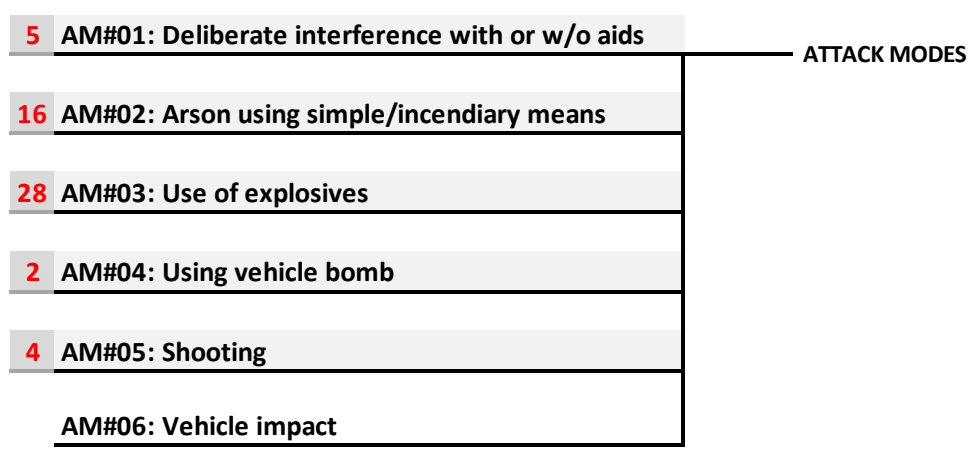 5 AM#01: Deliberate interference with or w/o aids
ATTACK MODES
16 AM#02: Arson using simple/incendiary means
28 AM#03: Use of explosives
2 AM#04: Using vehicle bomb
4 AM#05: Shooting
AM#06: Vehicle impact